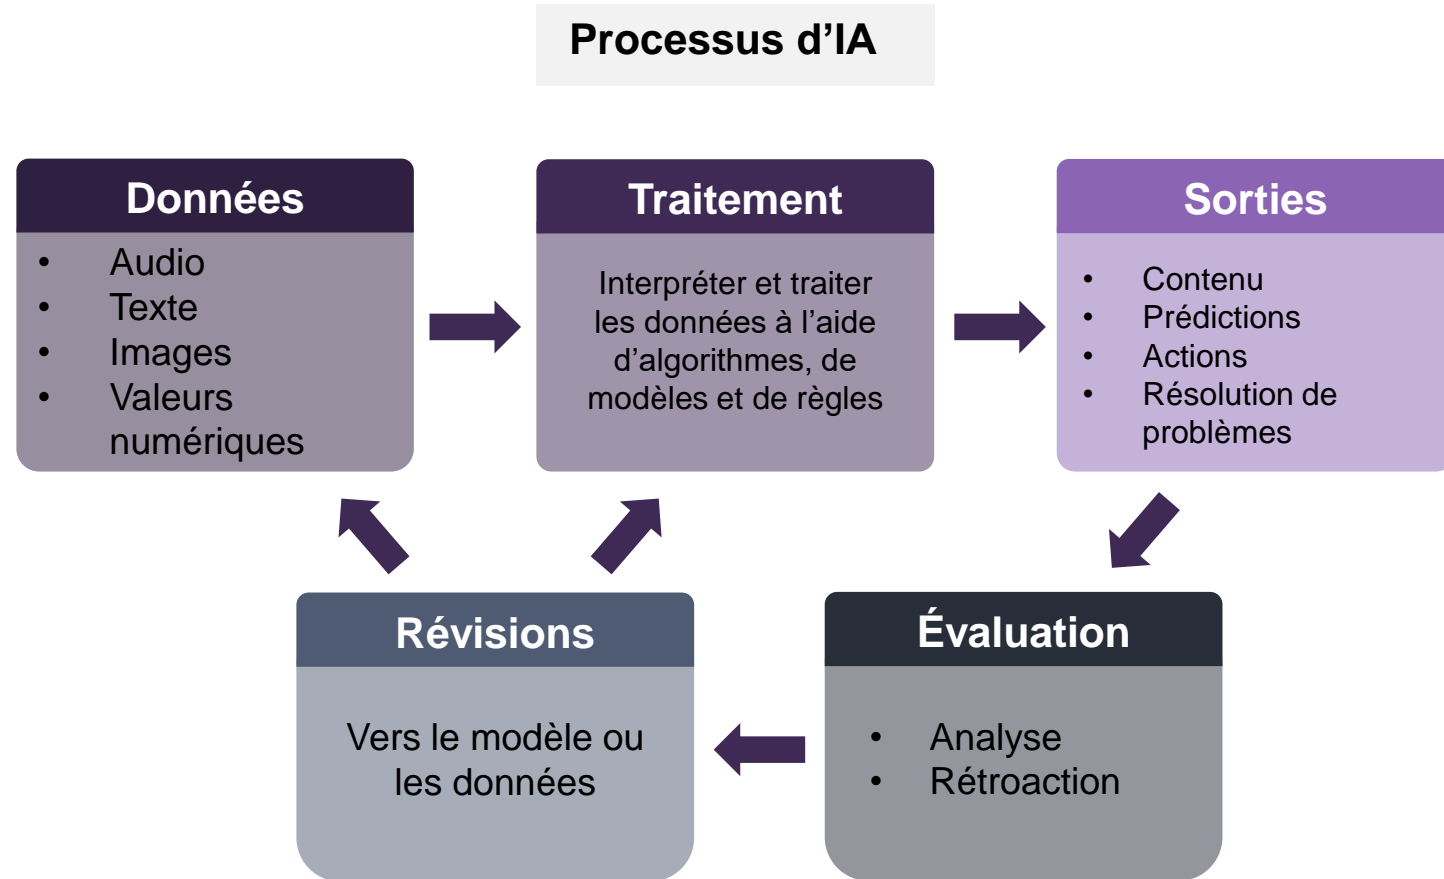 Processus d’IA
Données
• Audio
• Texte
• Images
• Valeurs
numériques
Traitement
Interpréter et traiter
les données à l’aide
d’algorithmes, de
modèles et de règles
Sorties
• Contenu
• Prédictions
• Actions
• Résolution de
problèmes
Révisions
Vers le modèle ou
les données
Évaluation
• Analyse
• Rétroaction